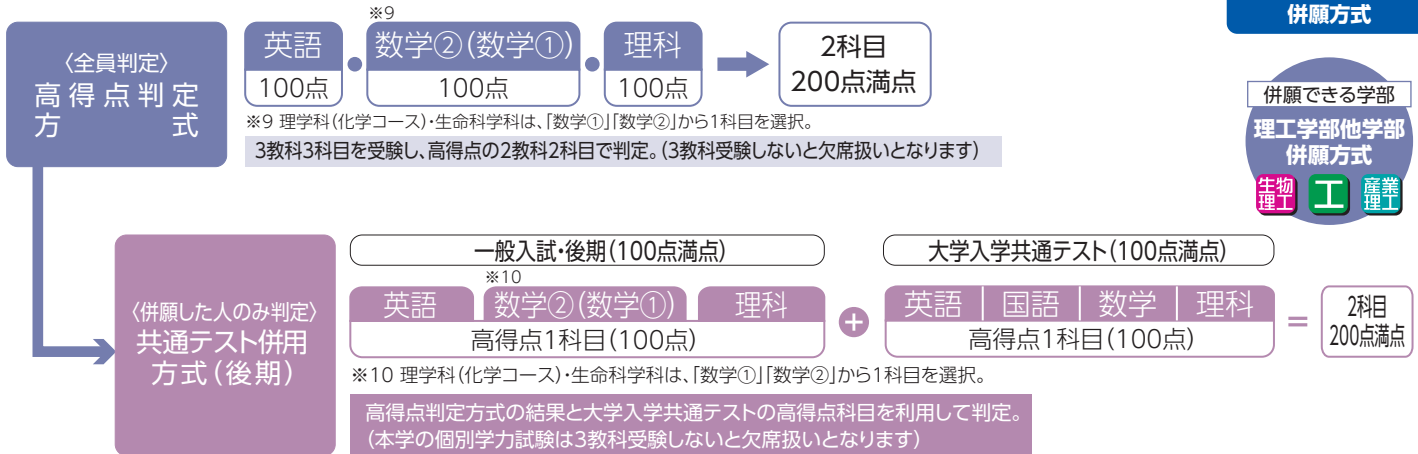 併願方式
併願できる学部
理工学部他学部
併願方式
生物理工
工
産業理工
〈全員判定〉
高得点判定
方式
※9
英語
数学②(数学①)
理科
100点
100点
100点
2科目
200点満点
※9 理学科(化学コース)・生命科学科は、「数学①」「数学②」から1科目を選択。
3教科3科目を受験し、高得点の2教科2科目で判定。(3教科受験しないと欠席扱いとなります)
〈併願した人のみ判定〉
共通テスト併用
方式(後期)
一般入試・後期(100点満点)
※10
英語
数学②(数学①)
理科
高得点1科目(100点)
+
大学入学共通テスト(100点満点)
英語
国語
数学
理科
高得点1科目(100点)
=
2科目
200点満点
※10 理学科(化学コース)・生命科学科は、「数学①」「数学②」から1科目を選択。
高得点判定方式の結果と大学入学共通テストの高得点科目を利用して判定。
(本学の個別学力試験は3教科受験しないと欠席扱いとなります)